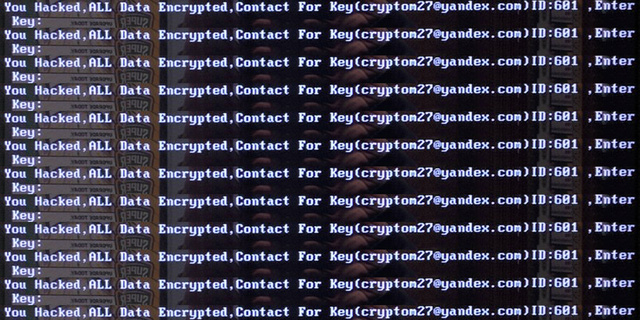 You Hacked,ALL Data Encrypted,Contact For Key(cryptom27@yandex.com)ID:601 ,Enter
Key:
You Hacked,ALL Data Encrypted,Contact For Key(cryptom27@yandex.com)ID:601 ,Enter
Key:
You Hacked,ALL Data Encrypted,Contact For Key(cryptom27@yandex.com)ID:601 ,Enter
Key:
You Hacked,ALL Data Encrypted,Contact For Key(cryptom27@yandex.com)ID:601 ,Enter
Key:
You Hacked,ALL Data Encrypted,Contact For Key(cryptom27@yandex.com)ID:601 ,Enter
Key:
You Hacked,ALL Data Encrypted,Contact For Key(cryptom27@yandex.com)ID:601 ,Enter
Key:
You Hacked,ALL Data Encrypted,Contact For Key(cryptom27@yandex.com)ID:601 ,Enter
Key:
You Hacked,ALL Data Encrypted,Contact For Key(cryptom27@yandex.com)ID:601 ,Enter
Key:
You Hacked,ALL Data Encrypted,Contact For Key(cryptom27@yandex.com)ID:601 ,Enter
Key:
You Hacked,ALL Data Encrypted,Contact For Key(cryptom27@yandex.com)ID:601 ,Enter
Key:
You Hacked,ALL Data Encrypted,Contact For Key(cryptom27@yandex.com)ID:601 ,Enter
Key:
You Hacked,ALL Data Encrypted,Contact For Key(cryptom27@yandex.com)ID:601 ,Enter